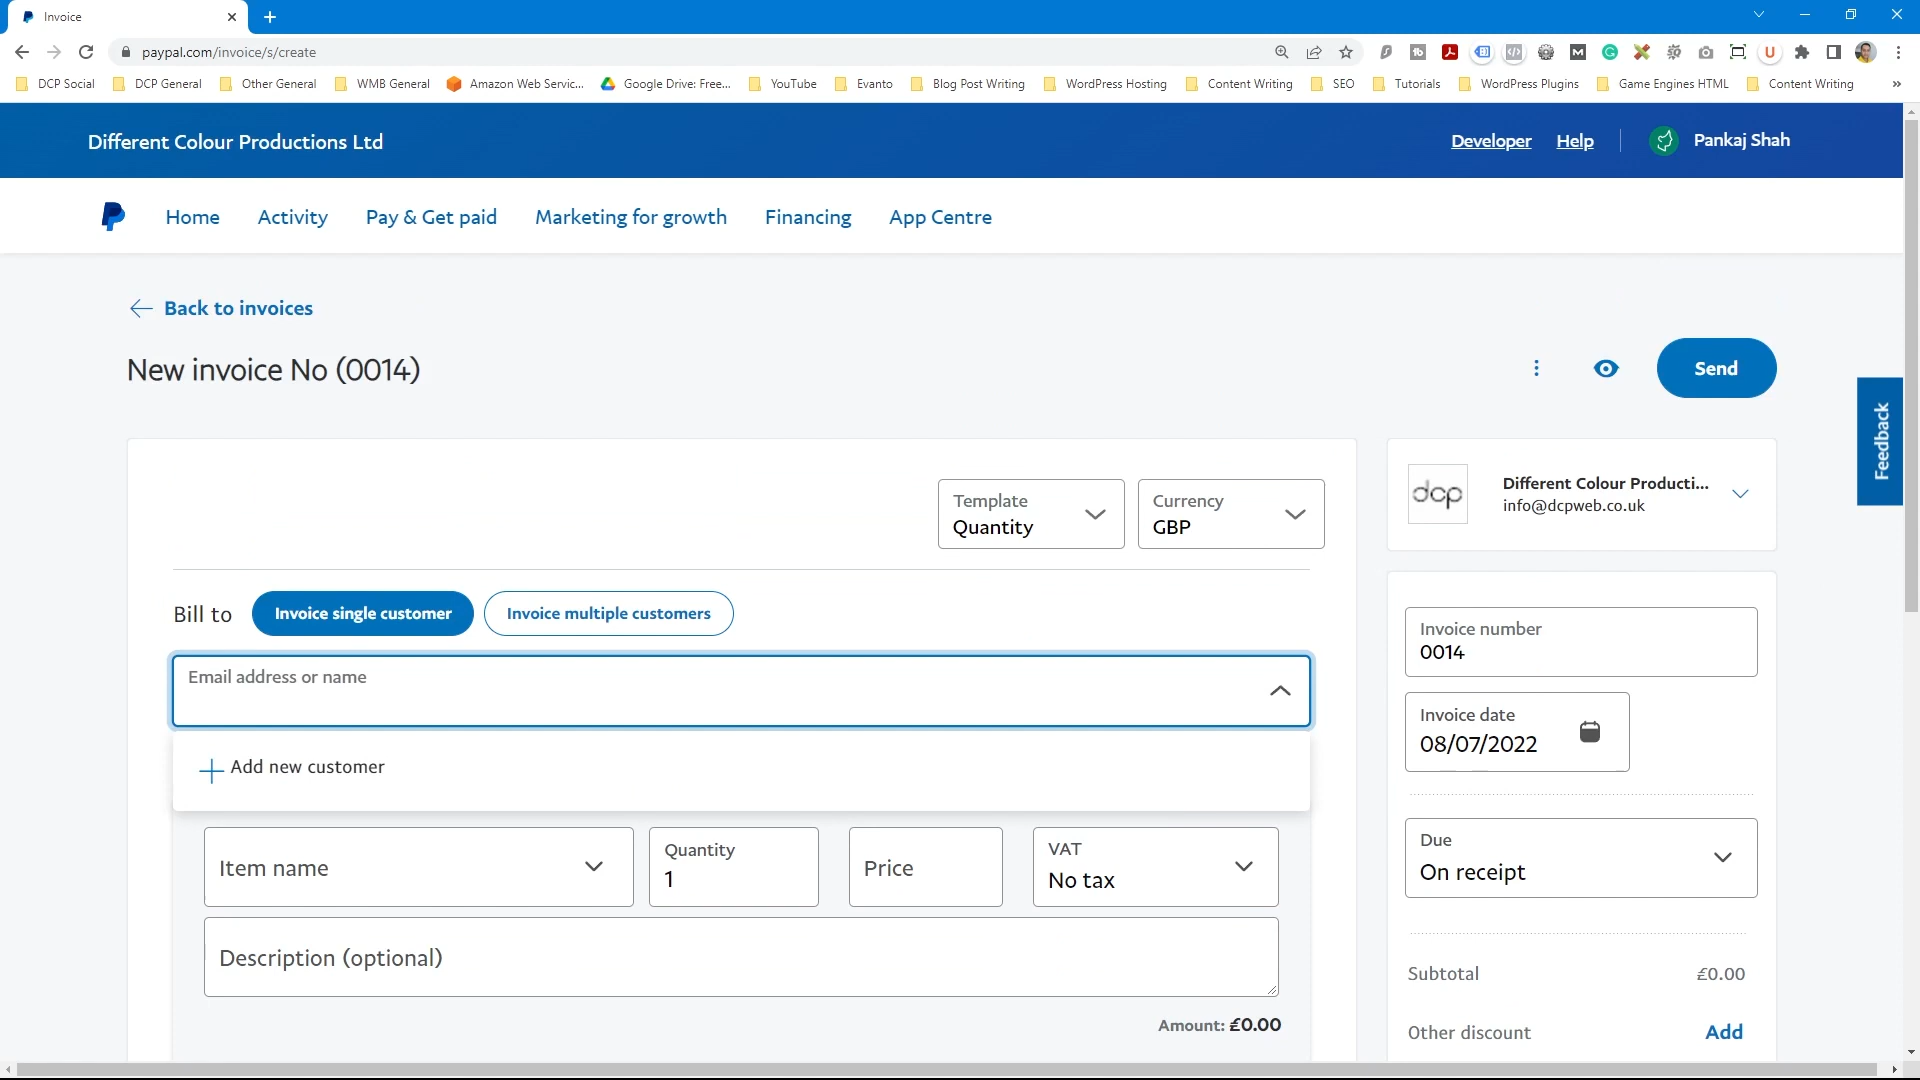 Invoice
paypal.com/invoice/s/create
DCP Social
DCP General
Other General
WMB General
Amazon Web Servic...
Google Drive: Free...
YouTube
Evanto
Blog Post Writing
WordPress Hosting
Content Writing
SEO
Tutorials
WordPress Plugins
Game Engines HTML
Content Writing
»
Different Colour Productions Ltd
Developer
Help
Pankaj Shah
Home
Activity
Pay & Get paid
Marketing for growth
Financing
App Centre
Back to invoices
New invoice No (0014)
Send
Feedback
Template
Quantity
Currency
GBP
dcp
Different Colour Producti...
info@dcpweb.co.uk
Bill to
Invoice single customer
Invoice multiple customers
Email address or name
Add new customer
Invoice number
0014
Invoice date
08/07/2022
Item name
Quantity
1
Price
VAT
No tax
Due
On receipt
Description (optional)
Amount: £0.00
Subtotal
£0.00
Other discount
Add